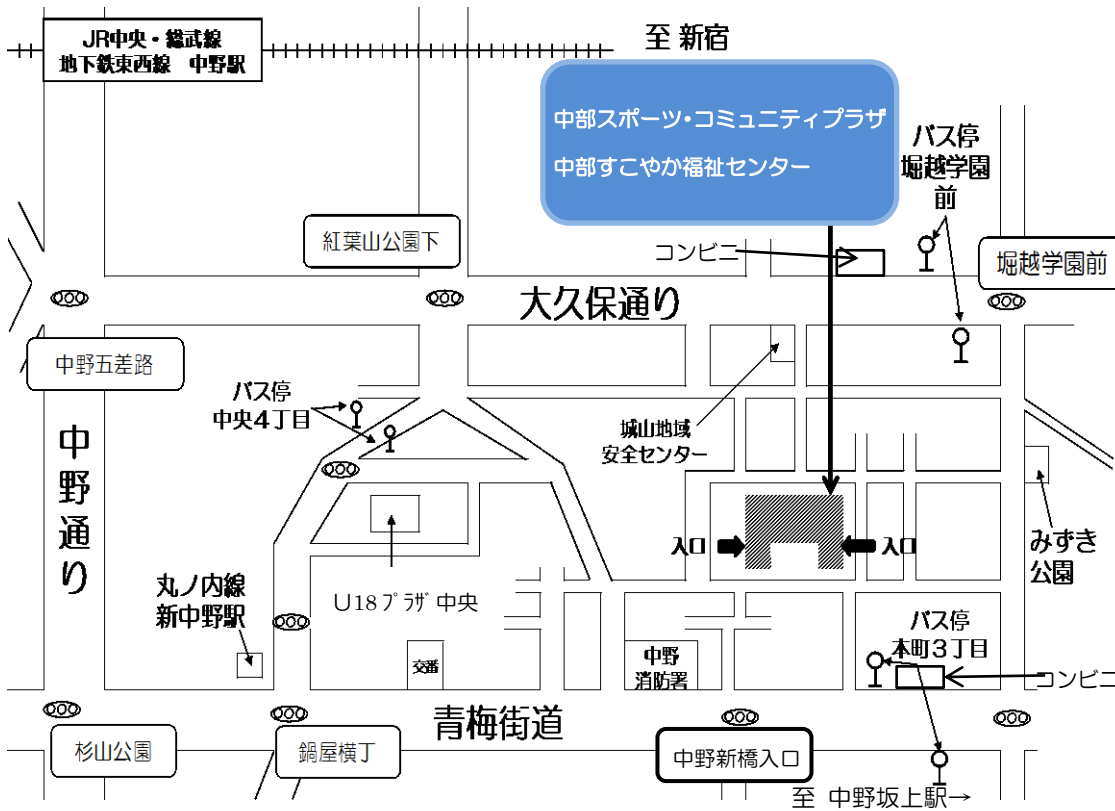 JR中央・総武線
地下鉄東西線　中野駅
至 新宿
中部スポーツ・コミュニティプラザ
中部すこやか福祉センター
バス停
堀越学園
前
紅葉山公園下
コンビニ
堀越学園前
大久保通り
中野五差路
バス停
中央4丁目
城山地域
安全センター
中野通り
入口
入口
みずき
公園
丸ノ内線
新中野駅
U18プラザ 中央
バス停
本町3丁目
交番
中野
消防署
コンビニ
青梅街道
杉山公園
鍋屋横丁
中野新橋入口
至 中野坂上駅→